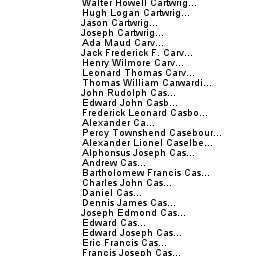 Walter Howell Cartwrig...
Hugh Logan Cartwrig...
Jason Cartwrig...
Joseph Cartwrig...
Ada Maud Carv...
Jack Frederick F. Carv...
Henry Wilmore Carv...
Leonard Thomas Carv...
Thomas William Carwardi...
John Rudolph Cas...
Edward John Casb...
Frederick Leonard Casbo...
Alexander Ca...
Percy Townshend Casebour...
Alexander Lionel Caselbe...
Alphonsus Joseph Cas...
Andrew Cas...
Bartholomew Francis Cas...
Charles John Cas...
Daniel Cas...
Dennis James Cas...
Joseph Edmond Cas...
Edward Cas...
Edward Joseph Cas...
Eric Francis Cas...
Francis Joseph Cas...